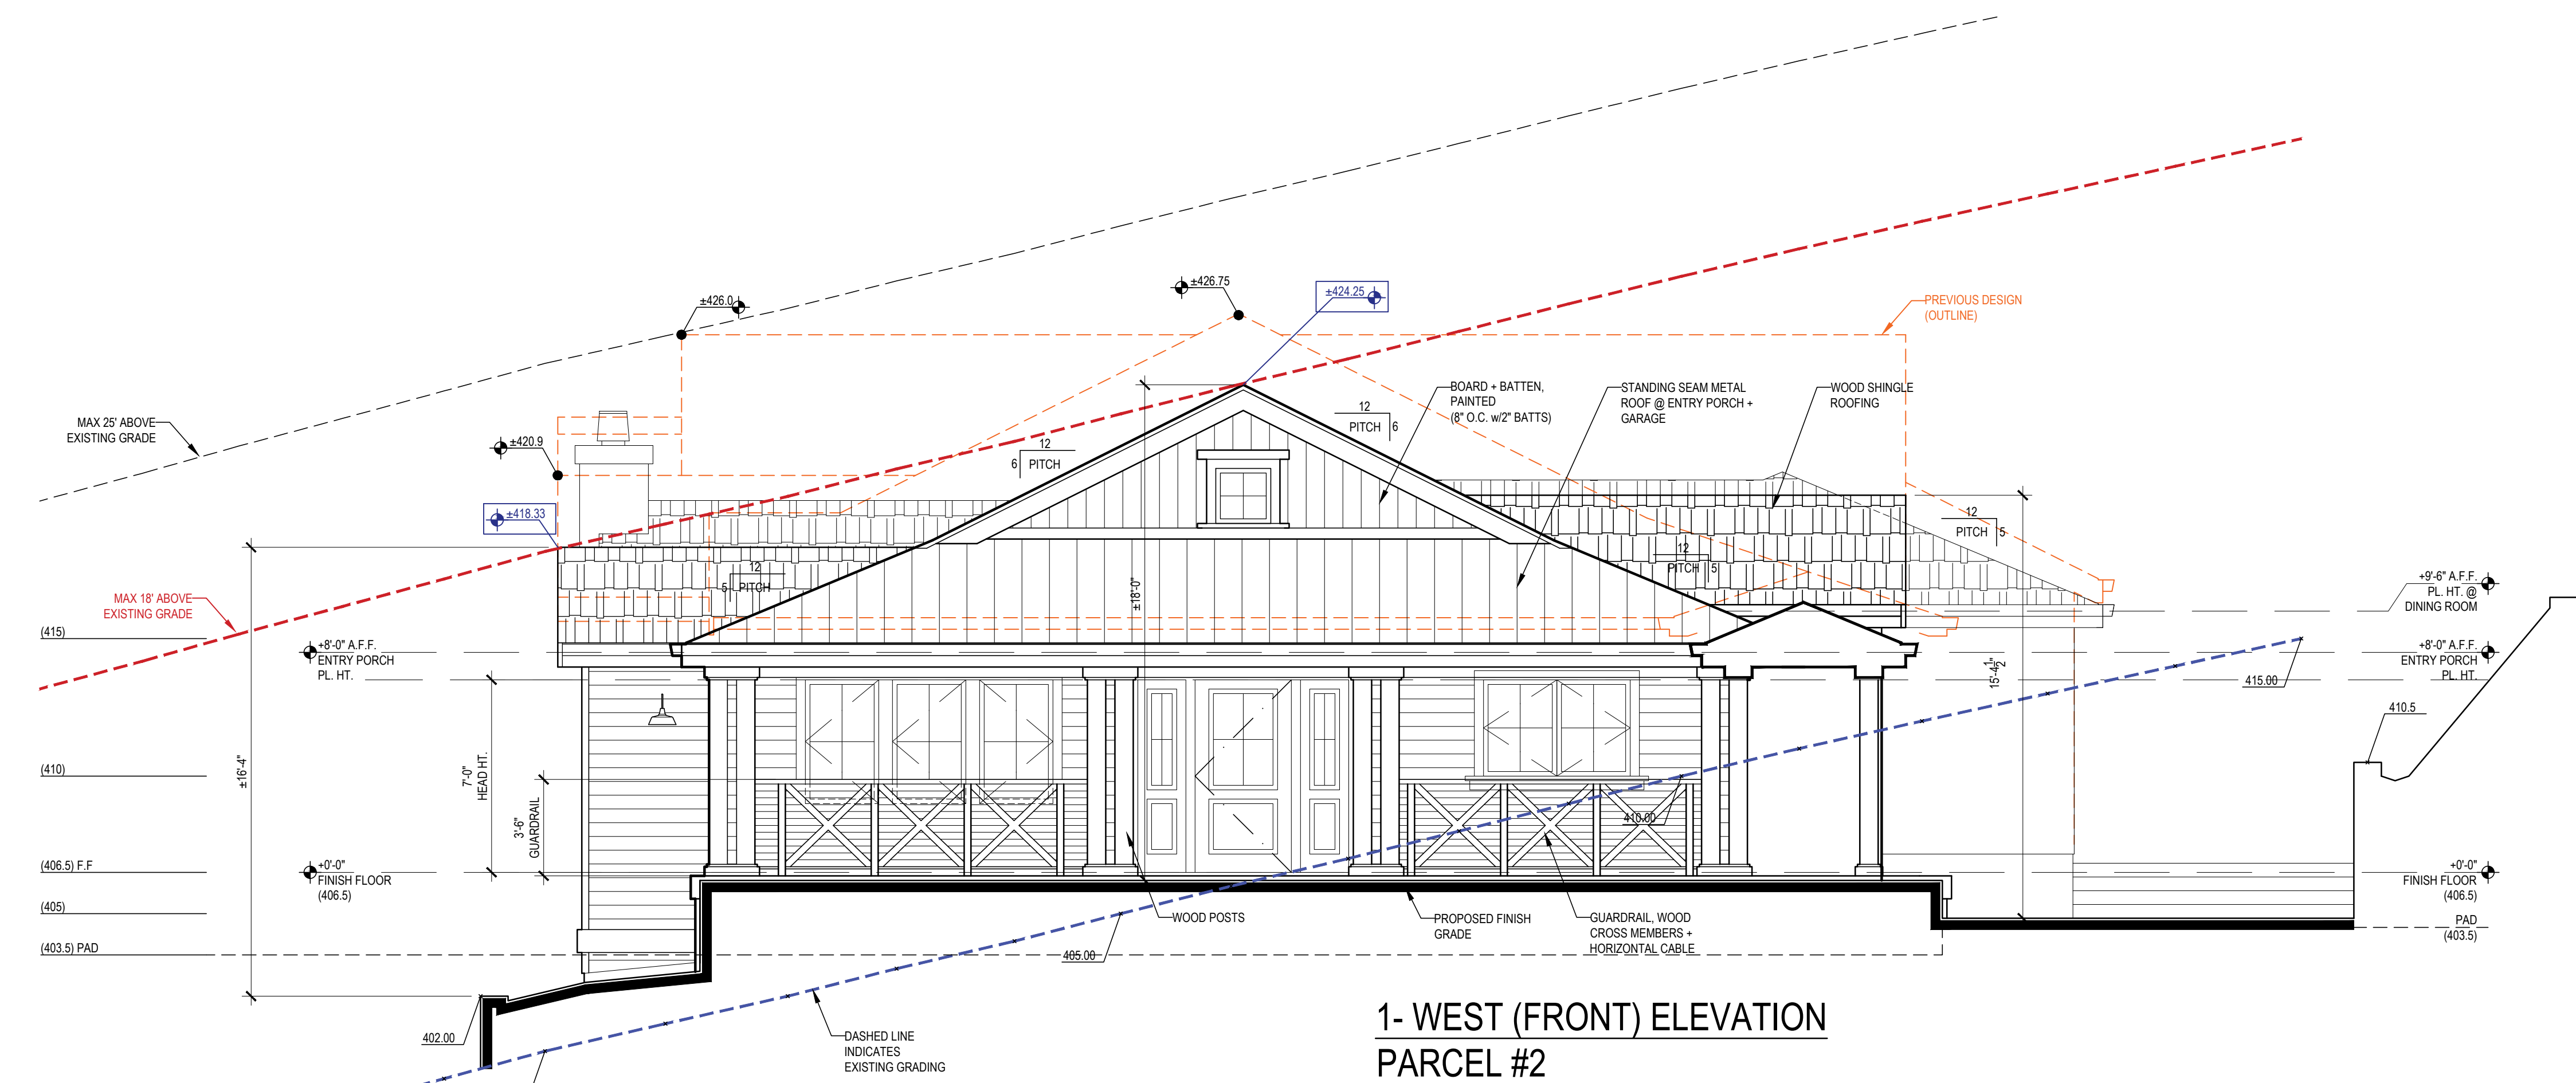 ±426.0
±426.75
±424.25
PREVIOUS DESIGN
(OUTLINE)
MAX 25' ABOVE
EXISTING GRADE
±420.9
±418.33
12
6 PITCH
12
PITCH 6
BOARD + BATTEN,
PAINTED
(8" O.C. w/2" BATTS)
STANDING SEAM METAL
ROOF @ ENTRY PORCH +
GARAGE
WOOD SHINGLE
ROOFING
12
PITCH 5
12
5 PITCH
12
PITCH 5
MAX 18' ABOVE
EXISTING GRADE
±18'-0"
+9'-6" A.F.F.
PL. HT. @
DINING ROOM
(415)
+8'-0" A.F.F.
ENTRY PORCH
PL. HT.
15'-4 1/2"
+8'-0" A.F.F.
ENTRY PORCH
PL. HT.
415.00
410.5
(410)
±16'-4"
7'-0"
HEAD HT.
3'-6"
GUARDRAIL
410.00
(406.5) F.F
+0'-0"
FINISH FLOOR
(406.5)
+0'-0"
FINISH FLOOR
(406.5)
(405)
WOOD POSTS
PROPOSED FINISH
GRADE
GUARDRAIL, WOOD
CROSS MEMBERS +
HORIZONTAL CABLE
PAD
(403.5)
(403.5) PAD
405.00
402.00
DASHED LINE
INDICATES
EXISTING GRADING
1- WEST (FRONT) ELEVATION
PARCEL #2